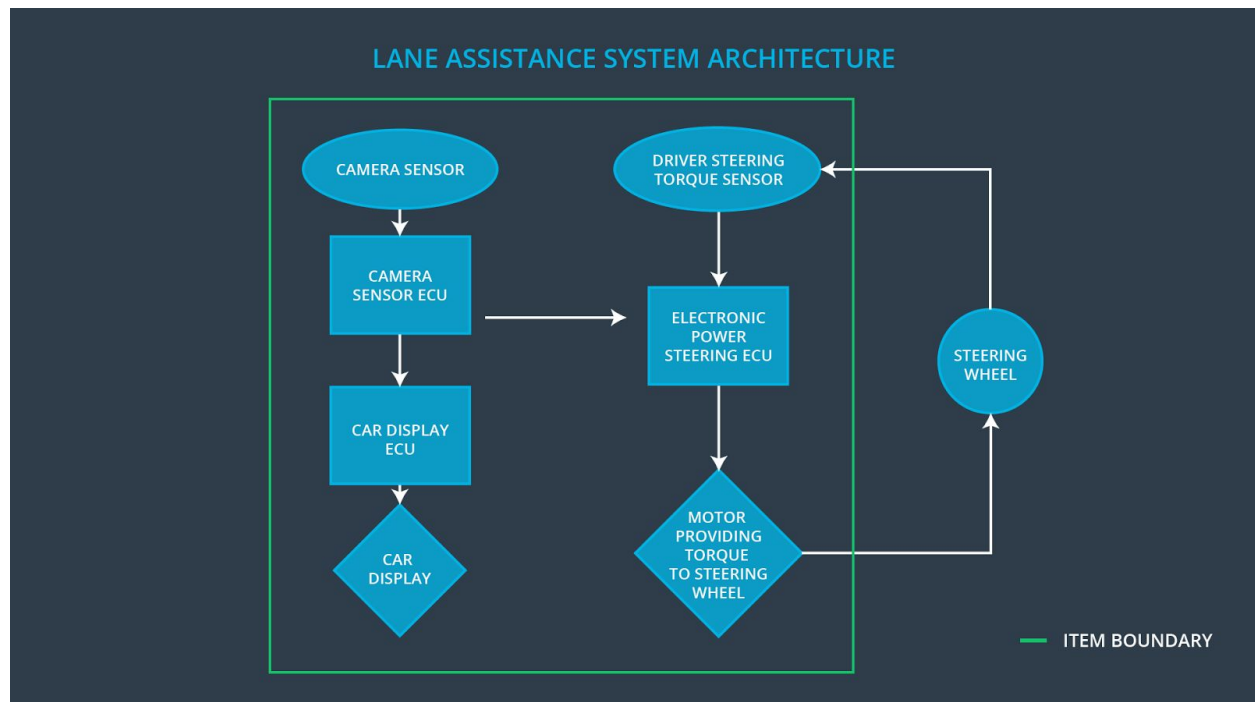 LANE ASSISTANCE SYSTEM ARCHITECTURE
CAMERA SENSOR
CAMERA
SENSOR ECU
CAR DISPLAY
ECU
CAR
DISPLAY
DRIVER STEERING
TORQUE SENSOR
ELECTRONIC
POWER
STEERING ECU
MOTOR
PROVIDING
TORQUE
TO STEERING
WHEEL
STEERING
WHEEL
ITEM BOUNDARY